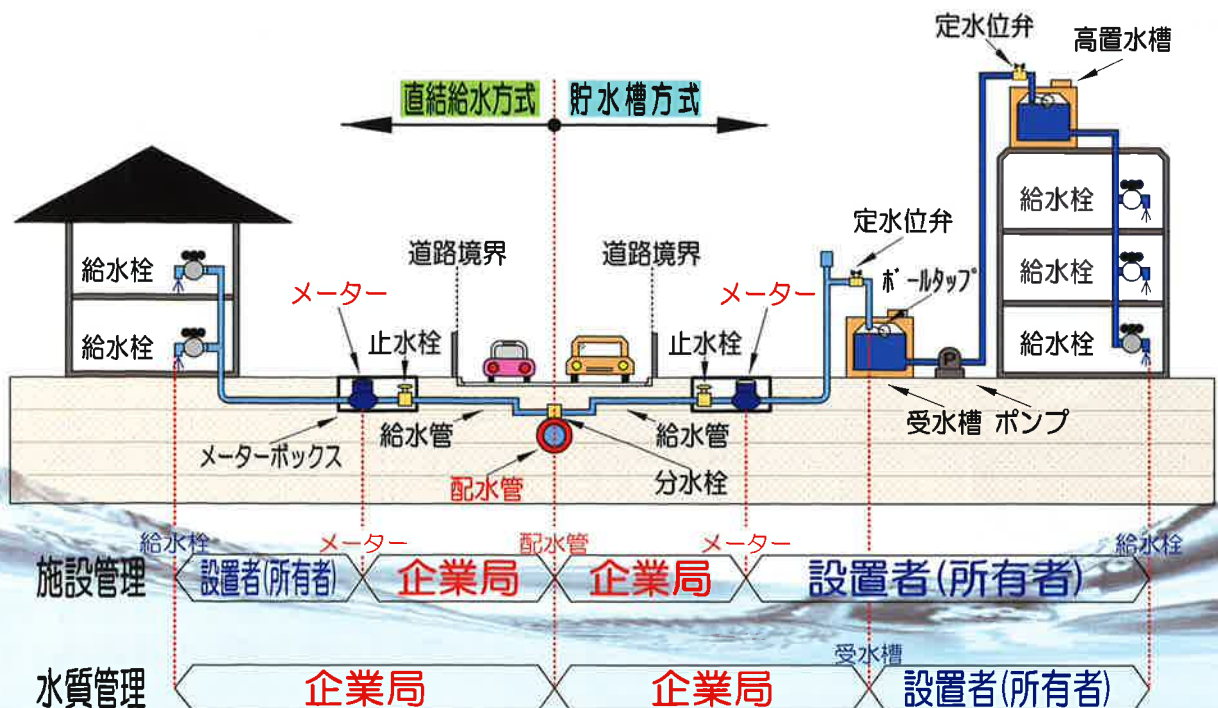 定水位弁
高置水槽
直結給水方式 貯水槽方式
給水栓
定水位弁
道路境界 道路境界
給水栓
給水栓
給水栓
メーター
メーター
ボールタップ
止水栓 止水栓
給水栓
給水栓
P
受水槽 ポンプ
給水管 給水管
メーターボックス
配水管
分水栓
給水栓 メーター 配水管 メーター 給水栓
施設管理 設置者(所有者) 企業局 企業局 設置者(所有者)
受水槽
水質管理 企業局 企業局 設置者(所有者)